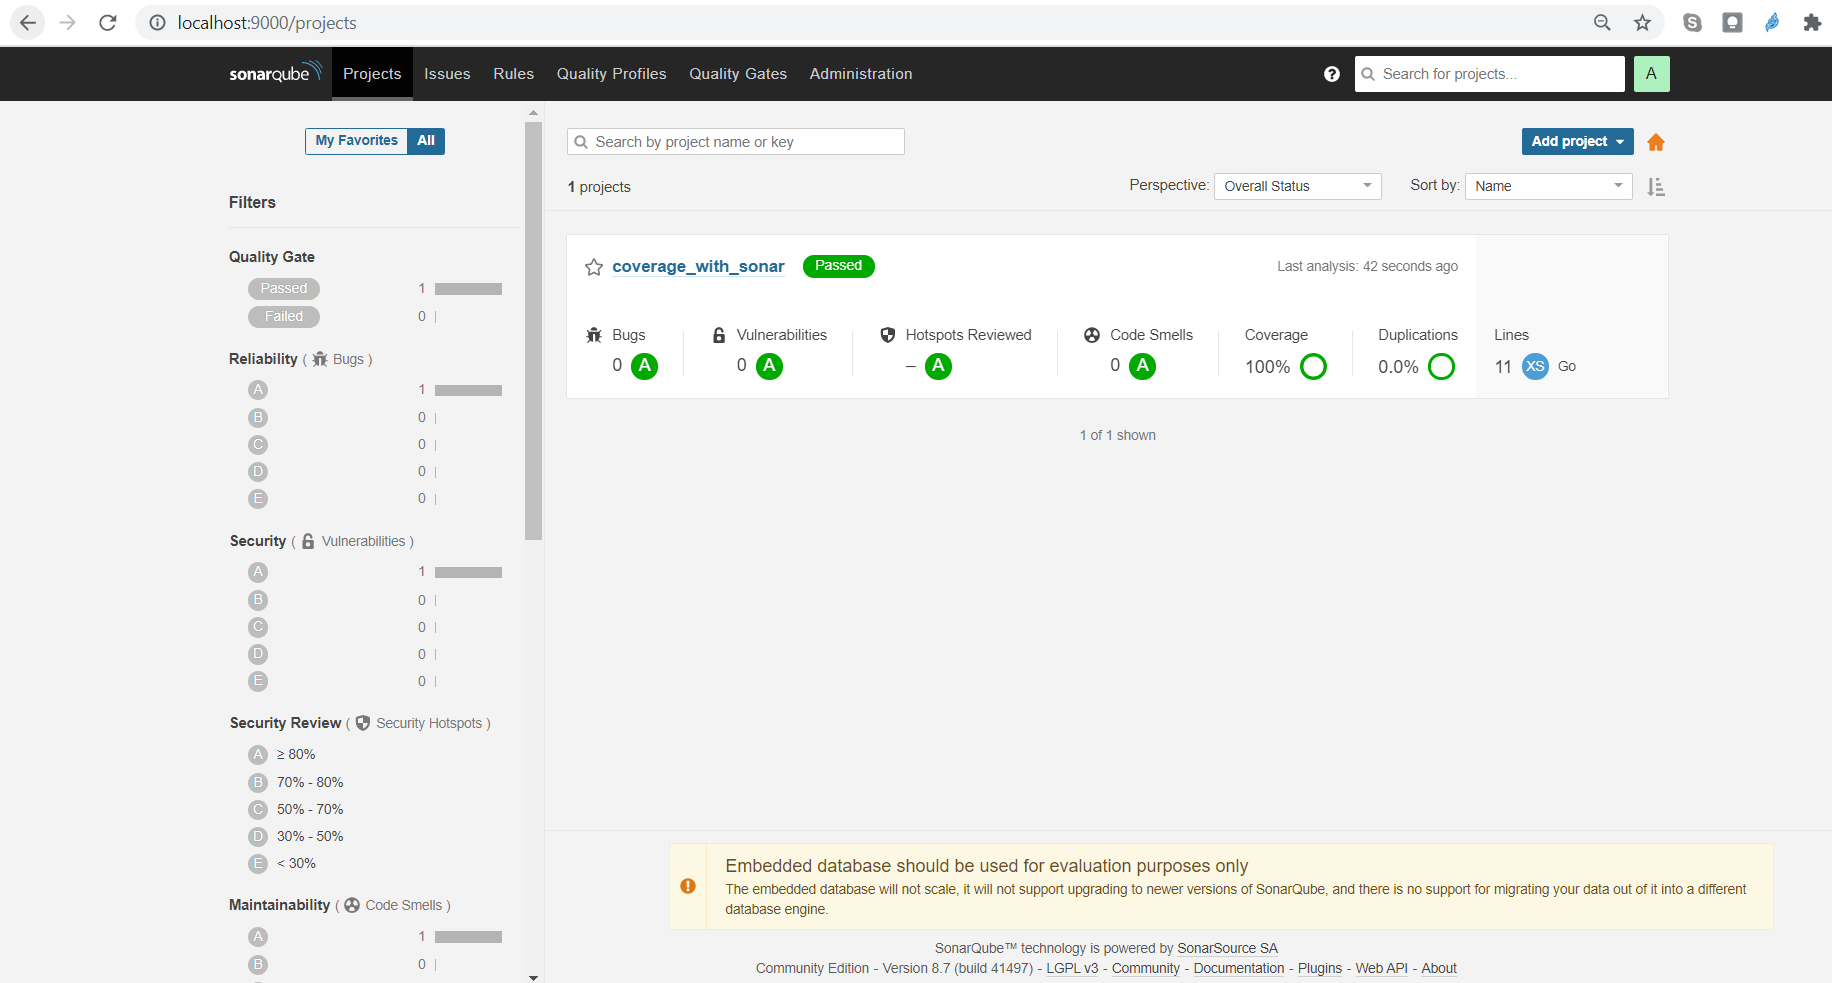 localhost:9000/projects
sonarqube Projects Issues Rules Quality Profiles Quality Gates Administration ? Search for projects... A
My Favorites All
Filters
Quality Gate
Passed 1
Failed 0
Reliability ( Bugs )
A 1
B 0
C 0
D 0
E 0
Security ( Vulnerabilities )
A 1
B 0
C 0
D 0
E 0
Security Review ( Security Hotspots )
A ≥ 80%
B 70% - 80%
C 50% - 70%
D 30% - 50%
E < 30%
Maintainability ( Code Smells )
A 1
B 0
Search by project name or key
Add project
1 projects
Perspective: Overall Status Sort by: Name
coverage_with_sonar Passed Last analysis: 42 seconds ago
Bugs Vulnerabilities Hotspots Reviewed Code Smells Coverage Duplications Lines
0 A 0 A – A 0 A 100% 0.0% 11 XS Go
1 of 1 shown
Embedded database should be used for evaluation purposes only
The embedded database will not scale, it will not support upgrading to newer versions of SonarQube, and there is no support for migrating your data out of it into a different
database engine.
SonarQube™ technology is powered by SonarSource SA
Community Edition - Version 8.7 (build 41497) - LGPL v3 - Community - Documentation - Plugins - Web API - About